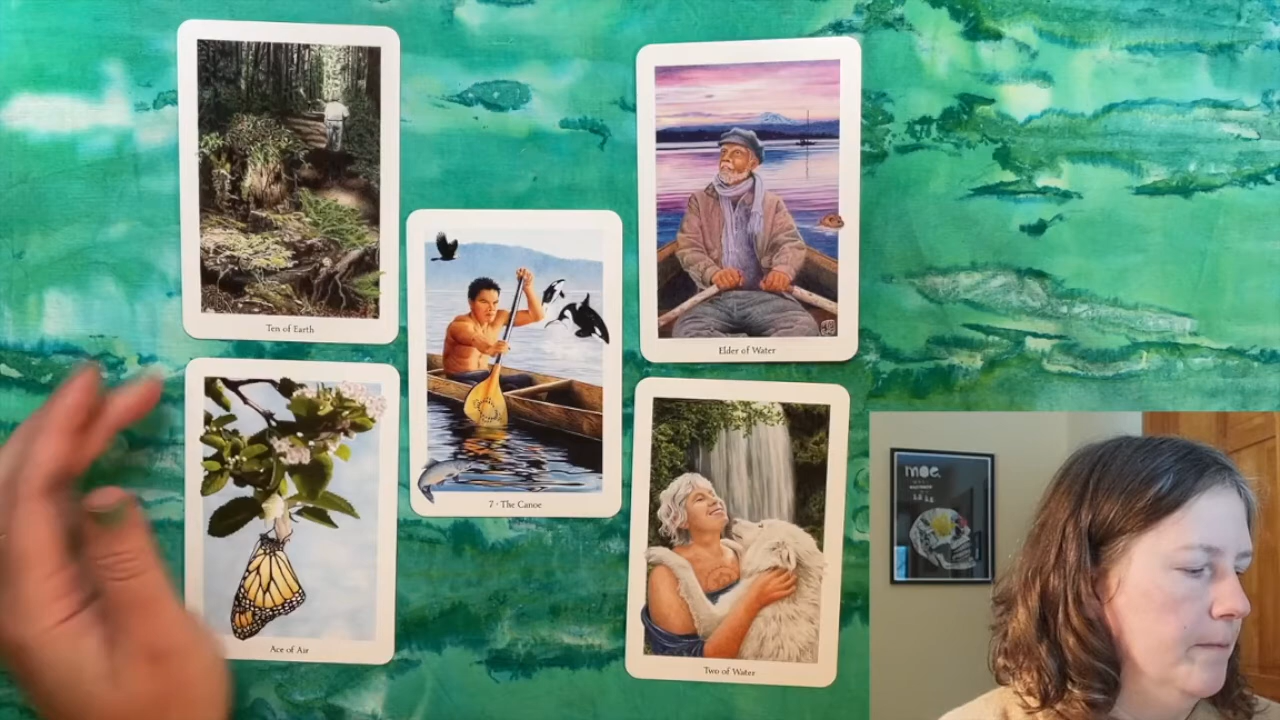 Ten of Earth
Elder of Water
7 · The Canoe
Ace of Air
Two of Water
moe.